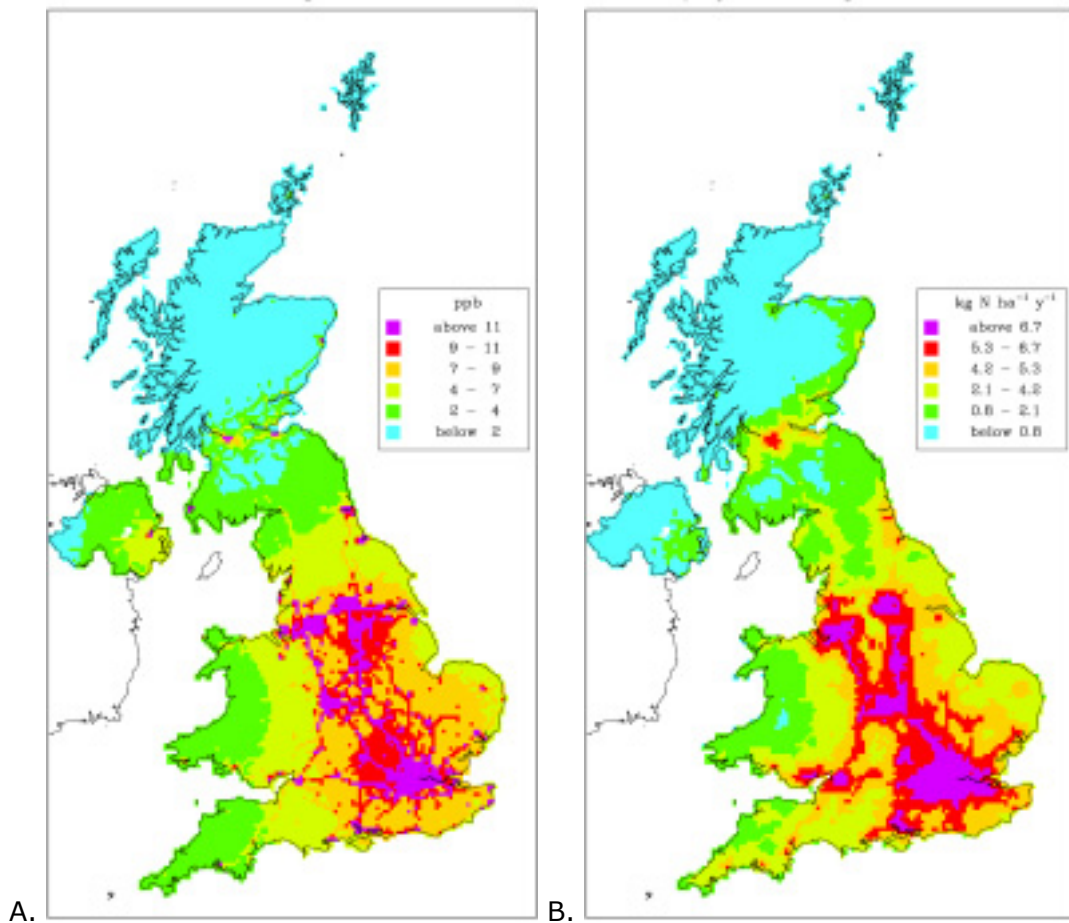 ppb
above 11
9 – 11
7 – 9
4 – 7
2 – 4
below 2
kg N ha⁻¹ y⁻¹
above 6.7
5.3 – 6.7
4.2 – 5.3
2.1 – 4.2
0.8 – 2.1
below 0.8
A.
B.